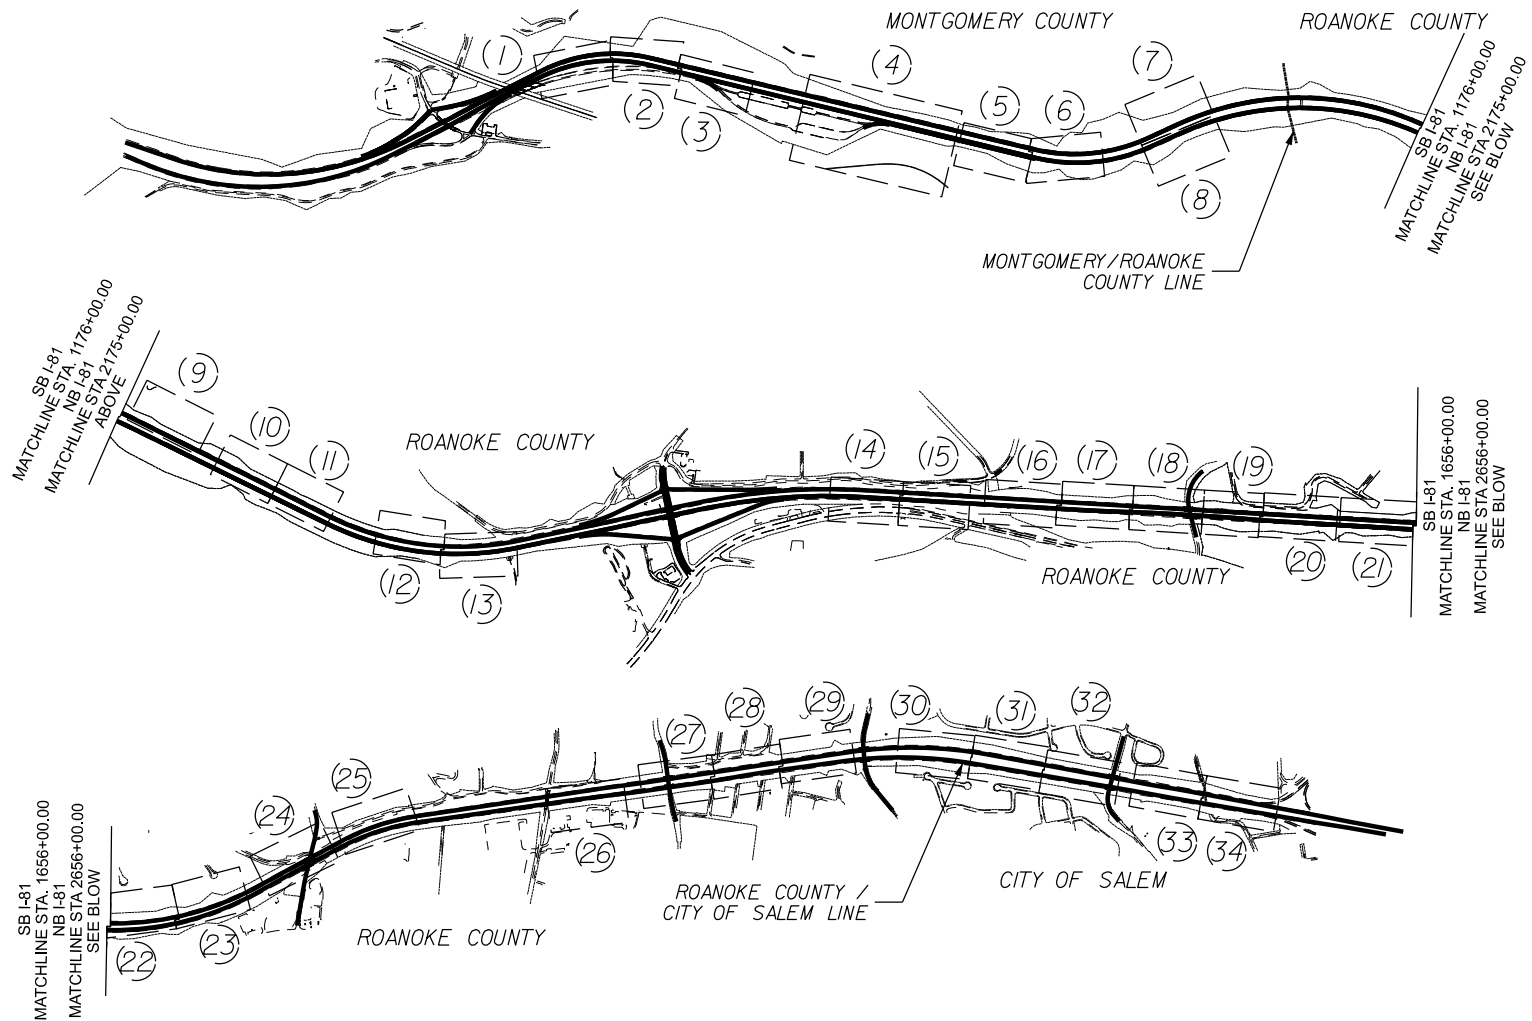 MONTGOMERY COUNTY
ROANOKE COUNTY
(1)
(2)
(3)
(4)
(5)
(6)
(7)
(8)
MONTGOMERY/ROANOKE
COUNTY LINE
SB I-81
MATCHLINE STA. 1176+00.00
NB I-81
MATCHLINE STA 2175+00.00
SEE BLOW
SB I-81
MATCHLINE STA. 1176+00.00
NB I-81
MATCHLINE STA 2175+00.00
ABOVE
(9)
(10)
(11)
ROANOKE COUNTY
(12)
(13)
(14)
(15)
(16)
(17)
(18)
(19)
ROANOKE COUNTY
(20)
(21)
SB I-81
MATCHLINE STA. 1656+00.00
NB I-81
MATCHLINE STA 2656+00.00
SEE BLOW
SB I-81
MATCHLINE STA. 1656+00.00
NB I-81
MATCHLINE STA 2656+00.00
SEE BLOW
(22)
(23)
(24)
(25)
ROANOKE COUNTY
(26)
(27)
(28)
(29)
(30)
(31)
(32)
ROANOKE COUNTY /
CITY OF SALEM LINE
CITY OF SALEM
(33)
(34)